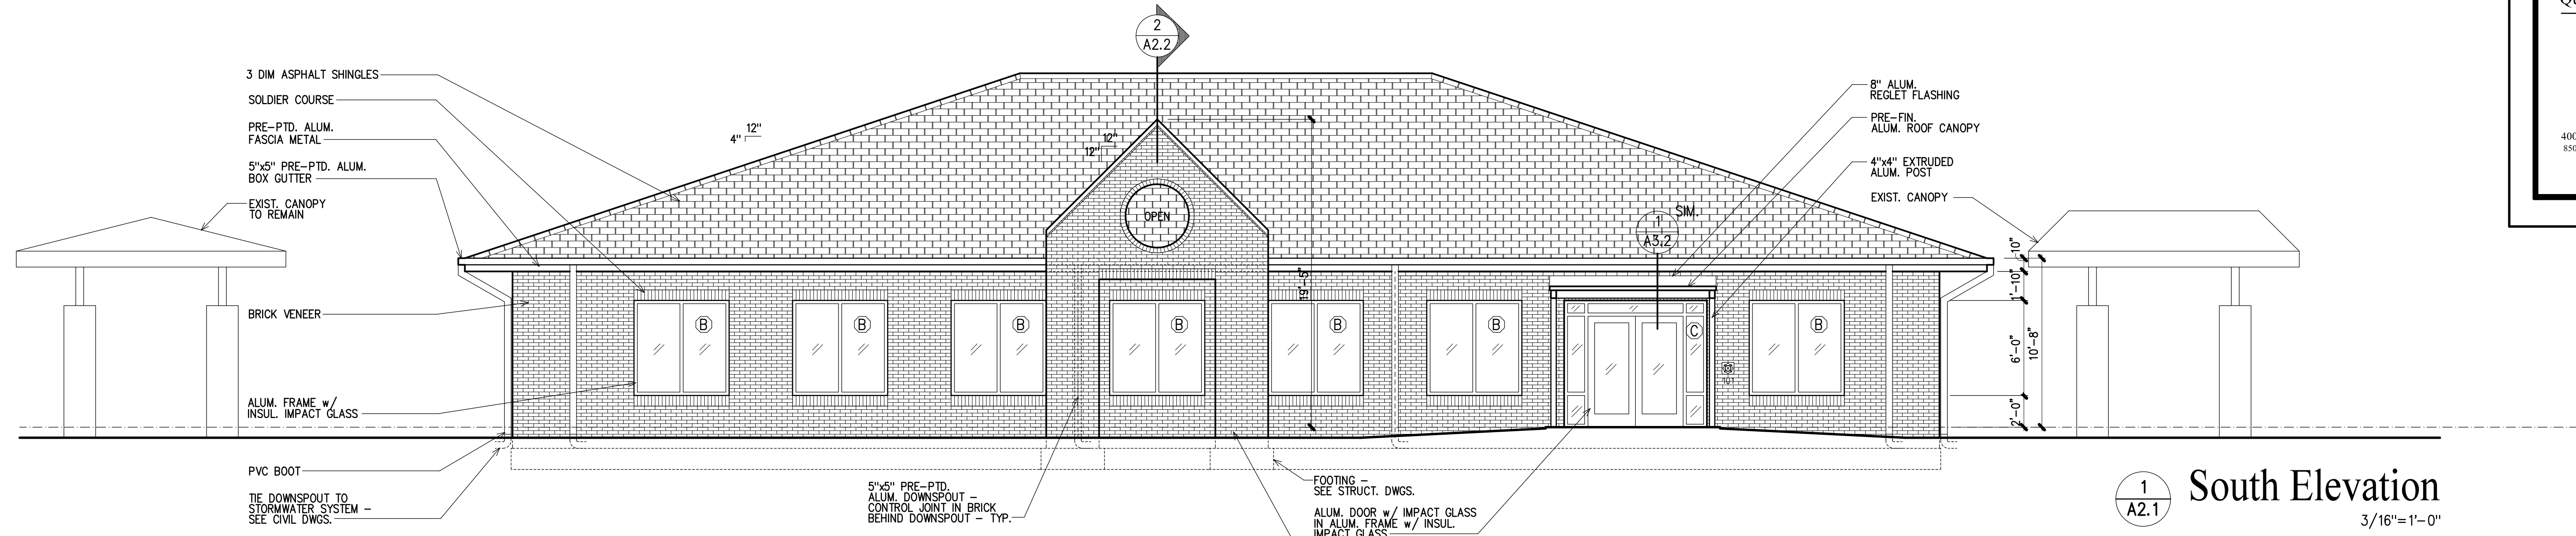 2
A2.2
3 DIM ASPHALT SHINGLES
SOLDIER COURSE
PRE-PTD. ALUM.
FASCIA METAL
5"x5" PRE-PTD. ALUM.
BOX GUTTER
EXIST. CANOPY
TO REMAIN
BRICK VENEER
ALUM. FRAME w/
INSUL. IMPACT GLASS
PVC BOOT
TIE DOWNSPOUT TO
STORMWATER SYSTEM -
SEE CIVIL DWGS.
12"
4"
12"
12"
OPEN
19'-5"
B
B
B
B
B
B
B
C
101
SIM.
1
A3.2
8" ALUM.
REGLET FLASHING
PRE-FIN.
ALUM. ROOF CANOPY
4"x4" EXTRUDED
ALUM. POST
EXIST. CANOPY
10"
1'-10"
6'-0"
10'-8"
2'-0"
5"x5" PRE-PTD.
ALUM. DOWNSPOUT -
CONTROL JOINT IN BRICK
BEHIND DOWNSPOUT - TYP.
FOOTING -
SEE STRUCT. DWGS.
ALUM. DOOR w/ IMPACT GLASS
IN ALUM. FRAME w/ INSUL.
IMPACT GLASS
1
A2.1
South Elevation
3/16"=1'-0"
400
850